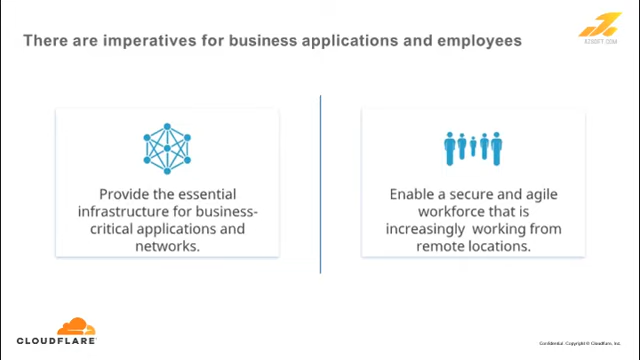 There are imperatives for business applications and employees
Provide the essential
infrastructure for business-
critical applications and
networks.
Enable a secure and agile
workforce that is
increasingly working from
remote locations.
CLOUDFLARE
Confidential Copyright © Cloudflare, Inc.